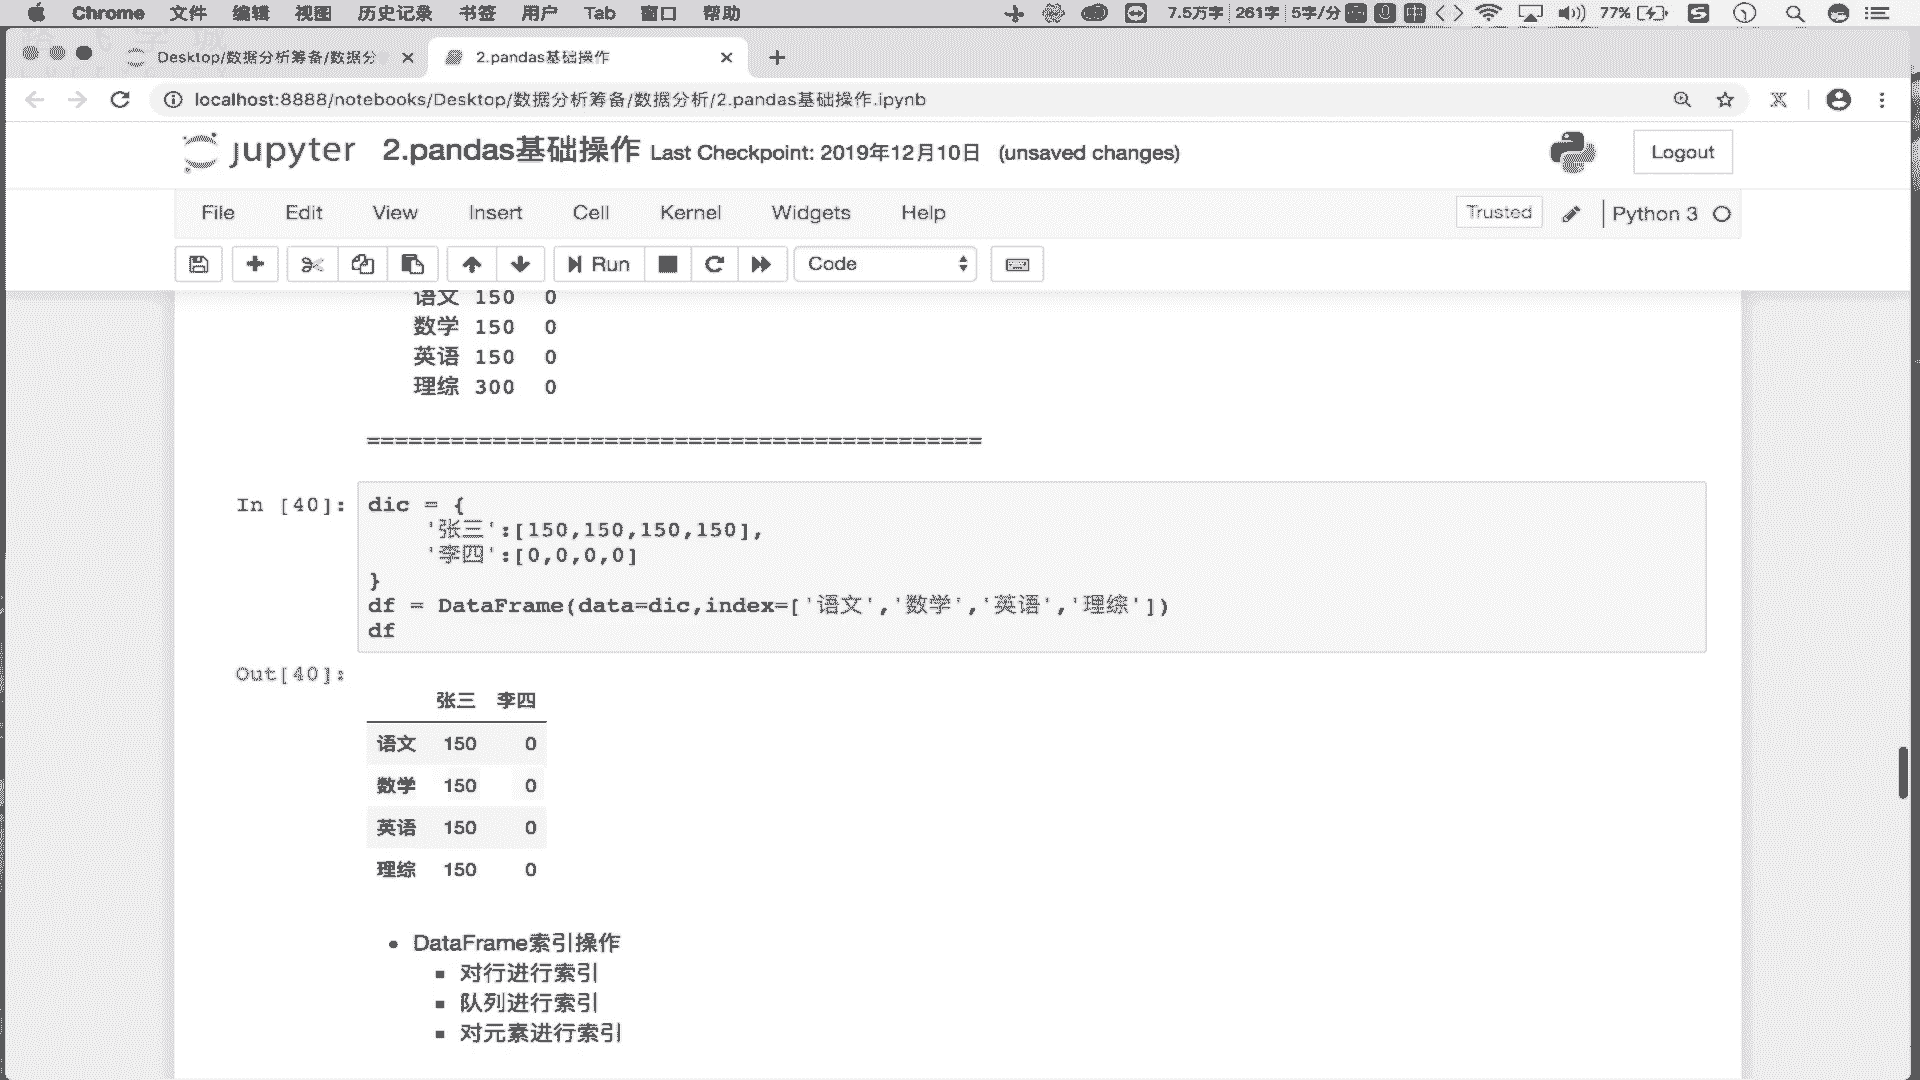 Chrome 文件 编辑 视图 历史记录 书签 用户 Tab 窗口 帮助 7.5万字 261字 5字/分 77%
Desktop/数据分析筹备/数据分 2.pandas基础操作
localhost:8888/notebooks/Desktop/数据分析筹备/数据分析/2.pandas基础操作.ipynb
jupyter 2.pandas基础操作 Last Checkpoint: 2019年12月10日 (unsaved changes) Logout
File Edit View Insert Cell Kernel Widgets Help Trusted Python 3
Run Code
语文 150 0
数学 150 0
英语 150 0
理综 300 0
============================================
In [40]: dic = {
'张三':[150,150,150,150],
'李四':[0,0,0,0]
}
df = DataFrame(data=dic,index=['语文','数学','英语','理综'])
df
Out[40]:
张三 李四
语文 150 0
数学 150 0
英语 150 0
理综 150 0
DataFrame索引操作
对行进行索引
队列进行索引
对元素进行索引